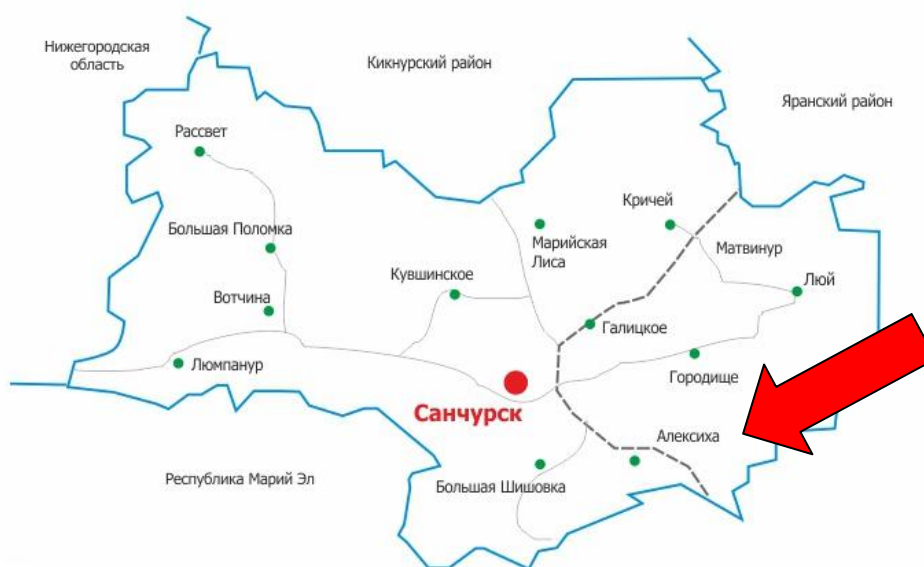 Нижегородская
область
Кикнурский район
Яранский район
Рассвет
Большая Поломка
Кричей
Марийская
Лиса
Матвинур
Кувшинское
Люй
Вотчина
Галицкое
Люмпанур
Городище
Санчурск
Алексиха
Республика Марий Эл
Большая Шишовка